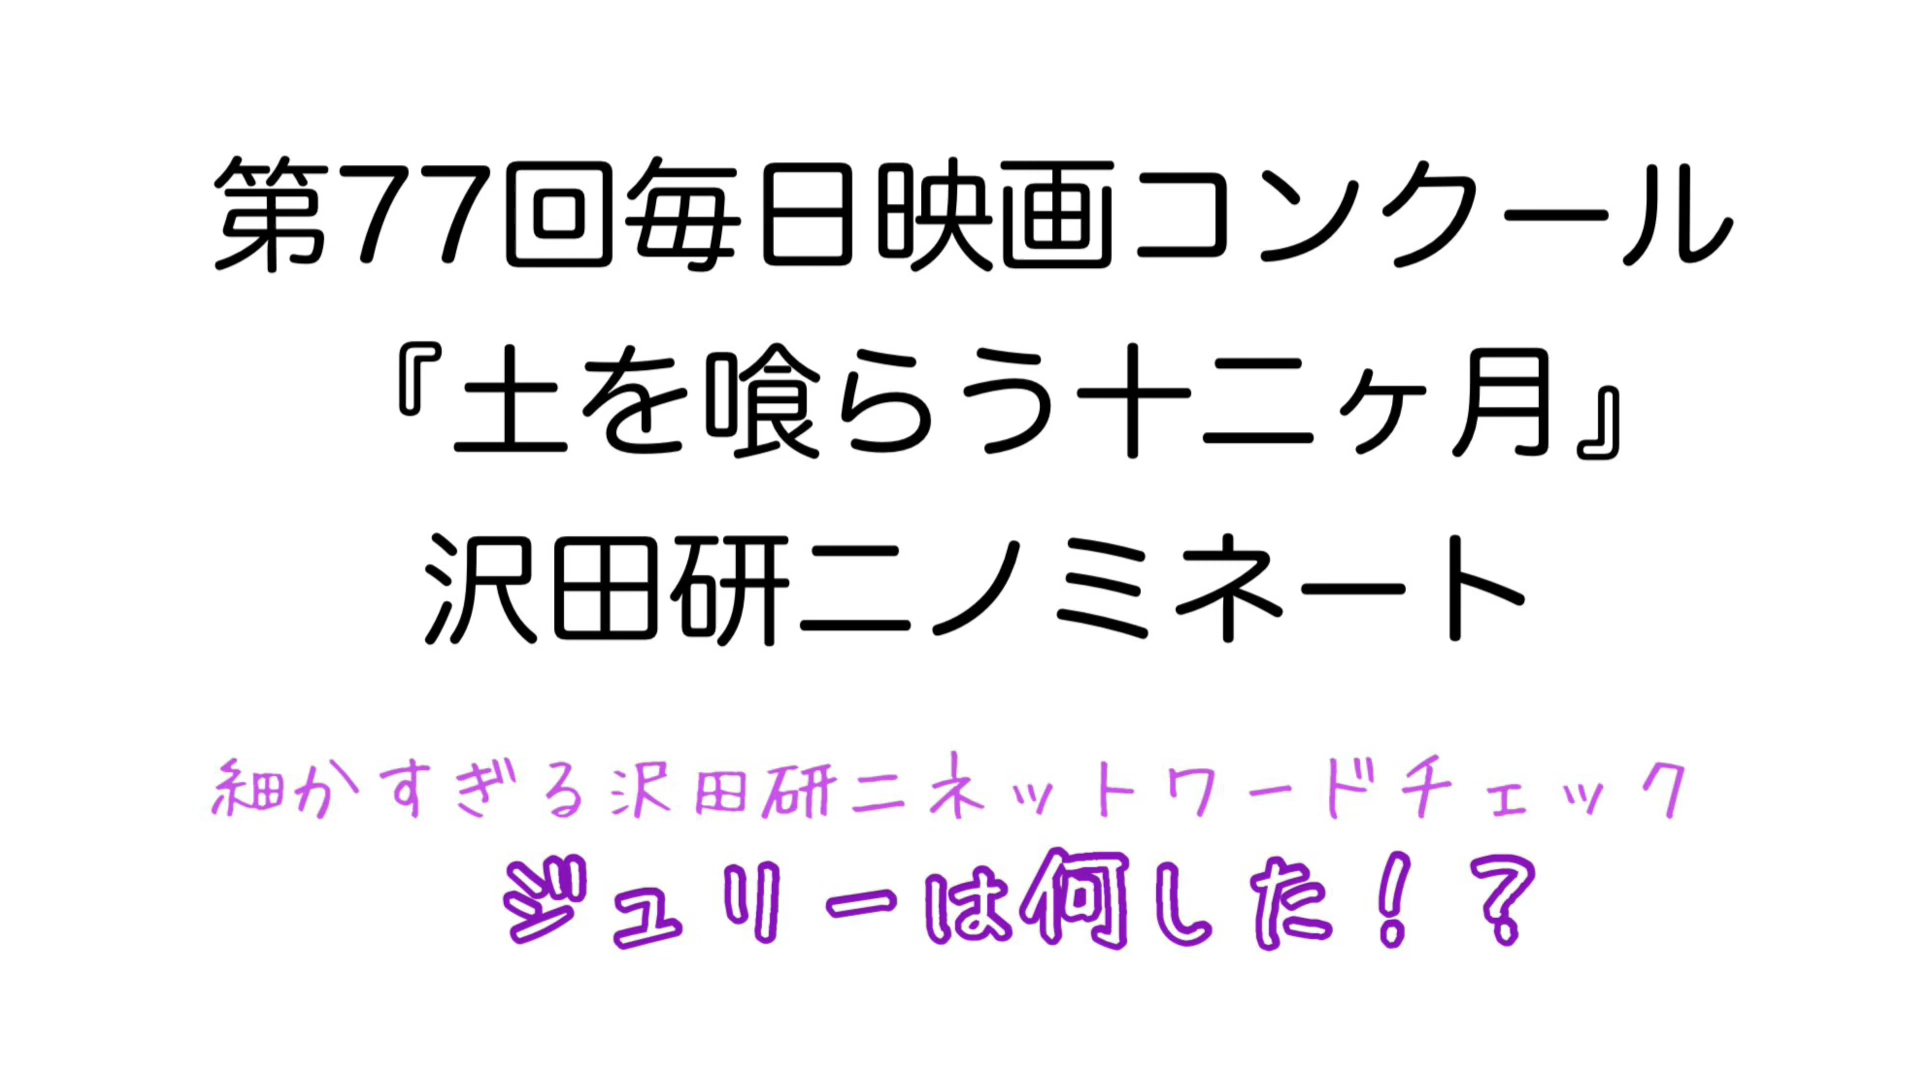 第77回毎日映画コンクール
『土を喰らう十二ヶ月』
沢田研二ノミネート
細かすぎる沢田研二ネットワードチェック
ジュリーは何した!?